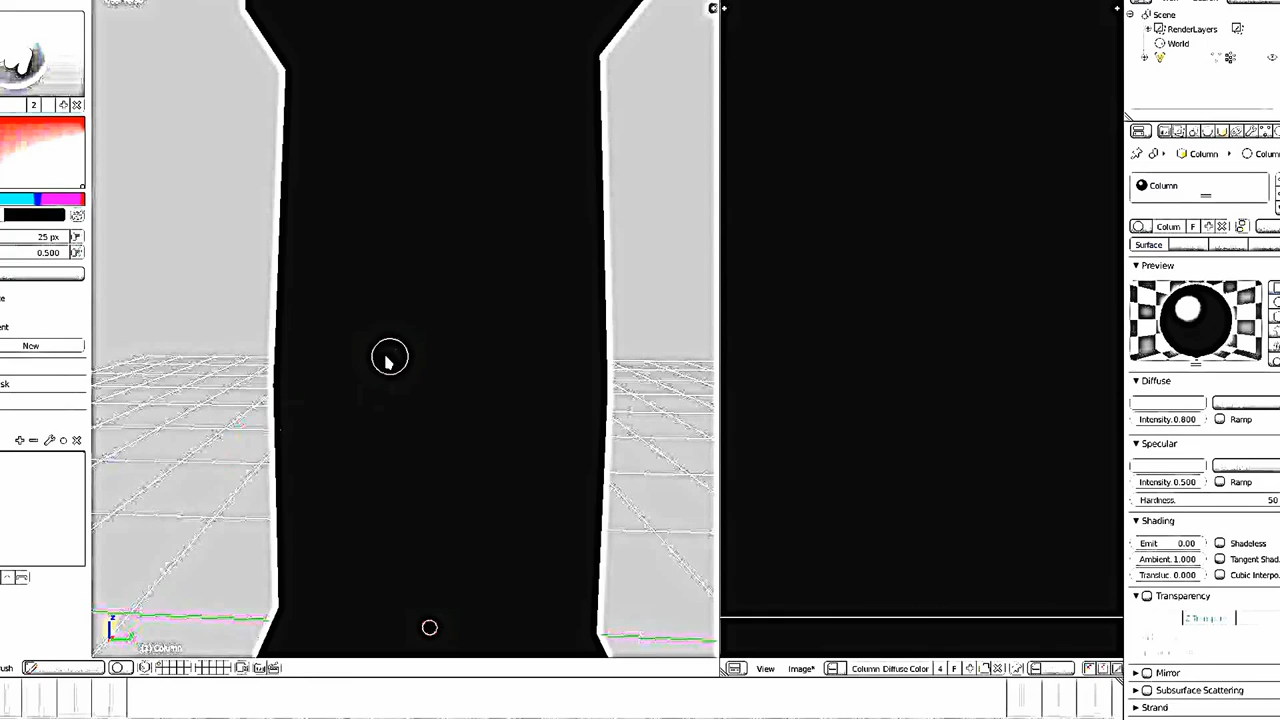 Scene
RenderLayers
World
2
Column
Column
Column
25 px
Colum
F
0.500
Surface
Preview
New
Diffuse
Intensity 0.800
Ramp
Specular
Intensity 0.500
Ramp
Hardness:
50
Shading
Emit
0.00
Shadeless
Ambient 1.000
Tangent Shad.
Transluc. 0.000
Cubic Interpo.
Transparency
(1) Column
View
Image*
Column Diffuse Color
4
F
Mirror
Subsurface Scattering
Strand